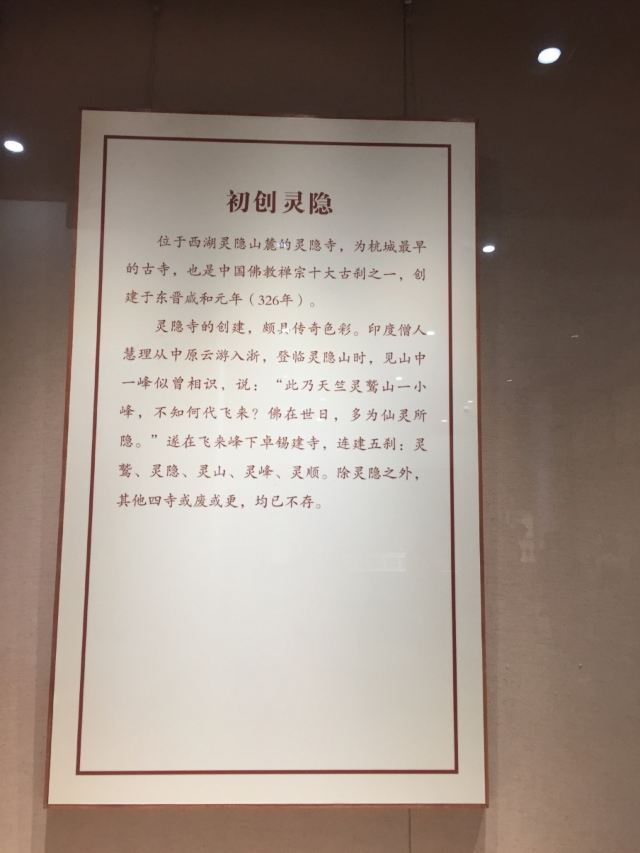 初创灵隐
位于西湖灵隐山麓的灵隐寺，为杭城最早
的古寺，也是中国佛教禅宗十大古刹之一，创
建于东晋咸和元年（326年）。
灵隐寺的创建，颇具传奇色彩。印度僧人
慧理从中原云游入浙，登临灵隐山时，见山中
一峰似曾相识，说：“此乃天竺灵鹫山一小
峰，不知何代飞来？佛在世日，多为仙灵所
隐。”遂在飞来峰下卓锡建寺，连建五刹：灵
鹫、灵隐、灵山、灵峰、灵顺。除灵隐之外，
其他四寺或废或更，均已不存。